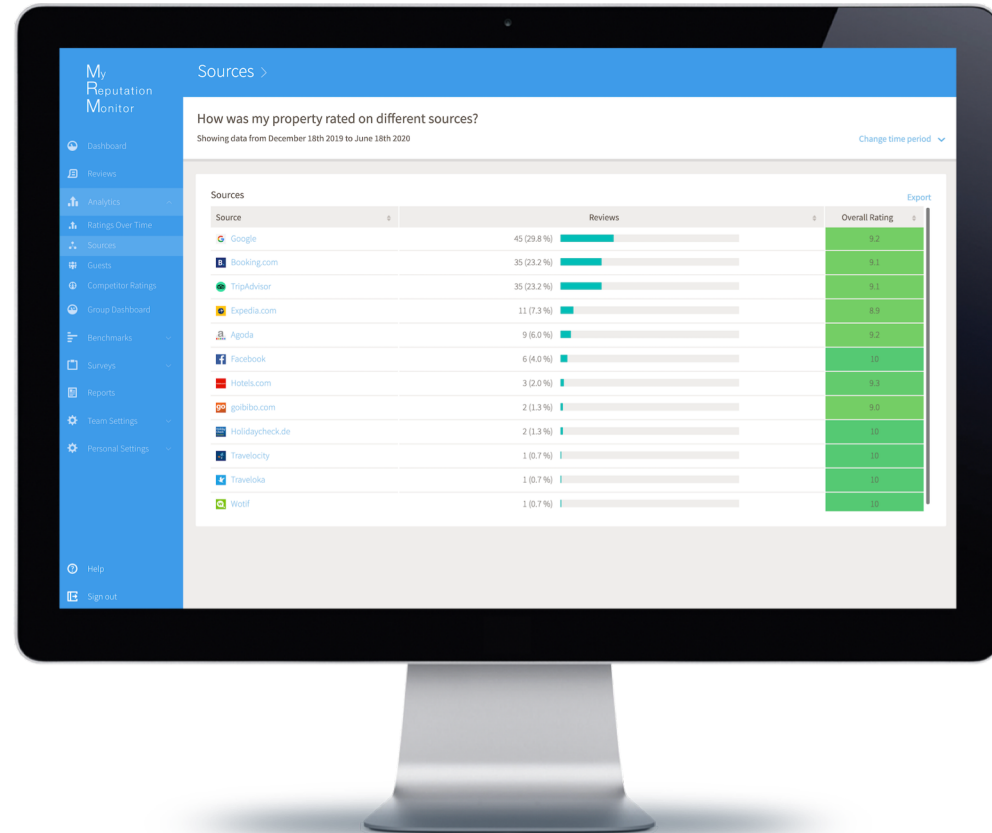 My
Reputation
Monitor
Sources >
How was my property rated on different sources?
Showing data from December 18th 2019 to June 18th 2020
Change time period
Dashboard
Reviews
Analytics
Ratings Over Time
Sources
Guests
Competitor Ratings
Group Dashboard
Benchmarks
Surveys
Reports
Team Settings
Personal Settings
Help
Sign out
Sources
Export
Source Reviews Overall Rating
Google 45 (29.8 %) 9.2
Booking.com 35 (23.2 %) 9.1
TripAdvisor 35 (23.2 %) 9.1
Expedia.com 11 (7.3 %) 8.9
Agoda 9 (6.0 %) 9.2
Facebook 6 (4.0 %) 10
Hotels.com 3 (2.0 %) 9.3
go goibibo.com 2 (1.3 %) 9.0
Holidaycheck.de 2 (1.3 %) 10
Travelocity 1 (0.7 %) 10
Traveloka 1 (0.7 %) 10
Wotif 1 (0.7 %) 10